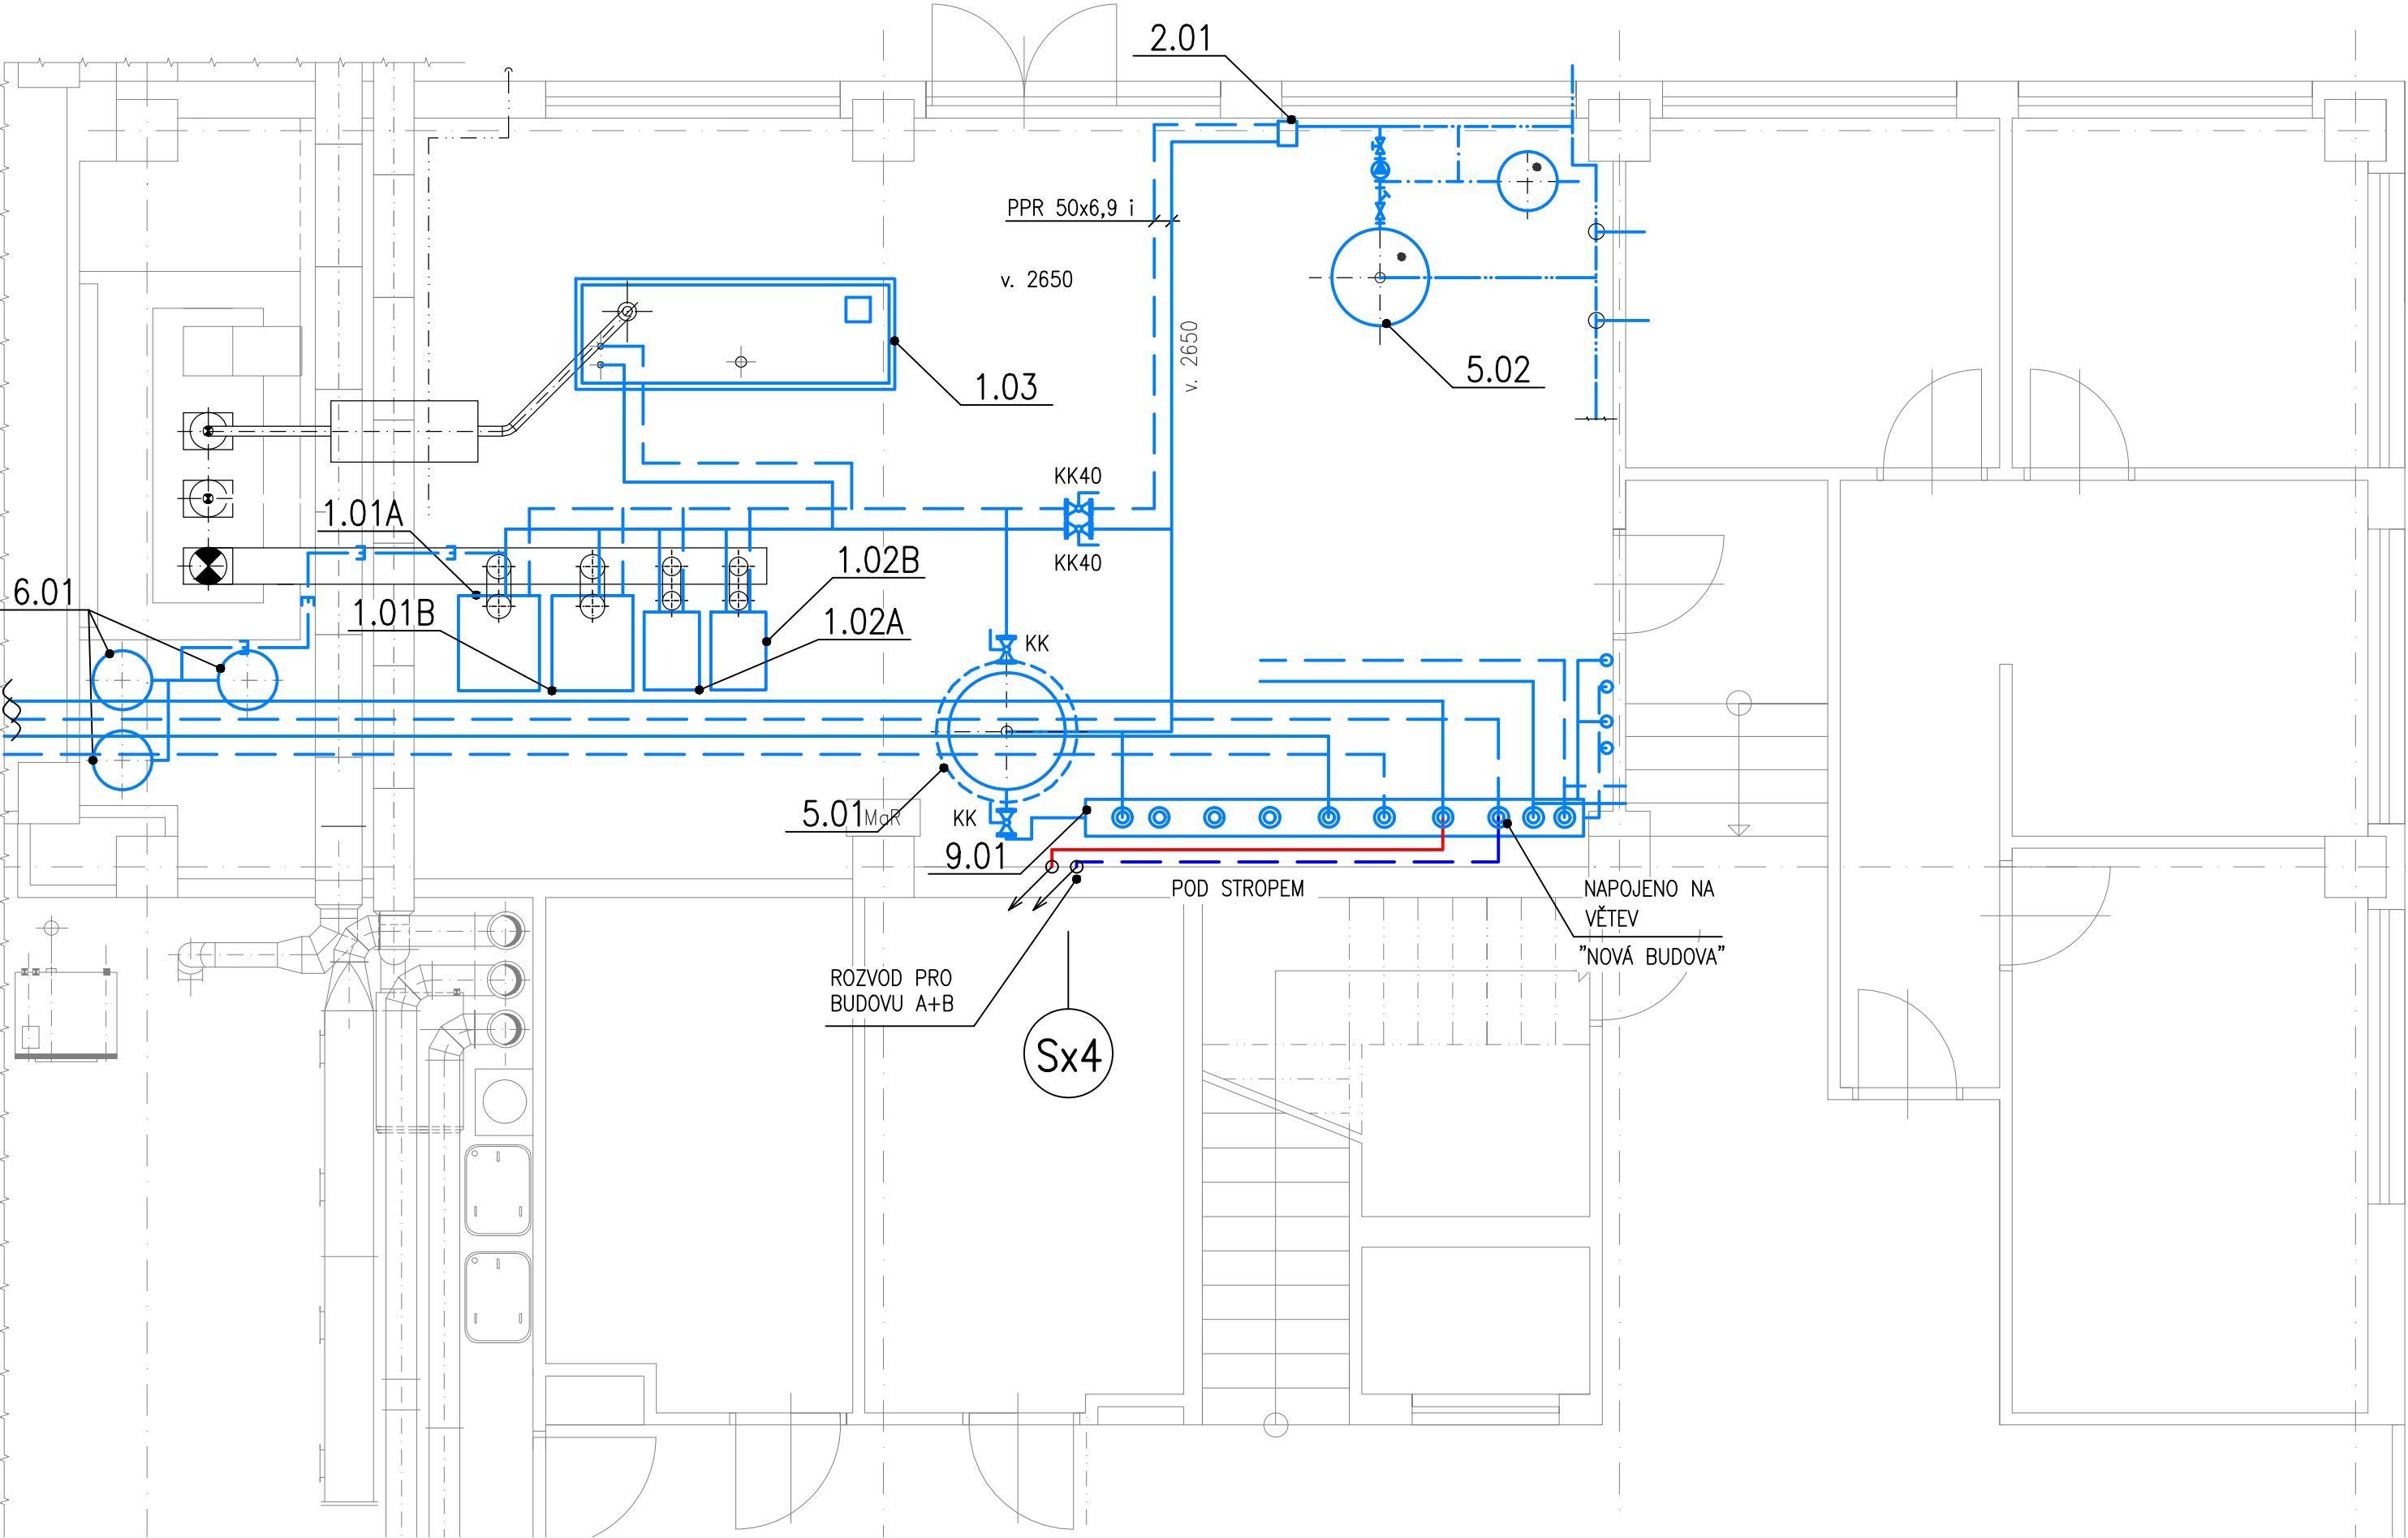 2.01
PPR 50x6,9 i
v. 2650
v. 2650
5.02
1.03
KK40
1.01A
1.02B
KK40
6.01
1.01B
1.02A
KK
5.01
MaR
KK
9.01
POD STROPEM
NAPOJENO NA
VĚTEV
"NOVÁ BUDOVA"
ROZVOD PRO
BUDOVU A+B
Sx4